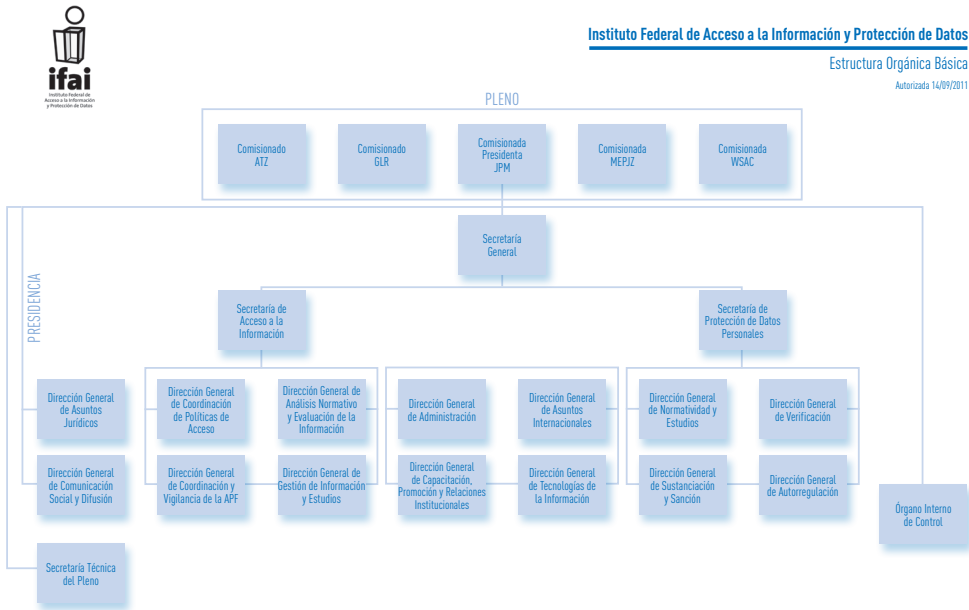 ifai
Instituto Federal de
Acceso a la Información
y Protección de Datos
Instituto Federal de Acceso a la Información y Protección de Datos
Estructura Orgánica Básica
Autorizada 14/09/2011
PLENO
Comisionado
ATZ
Comisionado
GLR
Comisionada
Presidenta
JPM
Comisionada
MEPJZ
Comisionada
WSAC
Secretaría
General
PRESIDENCIA
Secretaría de
Acceso a la
Información
Secretaría de
Protección de Datos
Personales
Dirección General
de Asuntos
Jurídicos
Dirección General
de Coordinación
de Políticas de
Acceso
Dirección General de
Análisis Normativo
y Evaluación de la
Información
Dirección General
de Administración
Dirección General
de Asuntos
Internacionales
Dirección General
de Normatividad y
Estudios
Dirección General
de Verificación
Dirección General
de Comunicación
Social y Difusión
Dirección General
de Coordinación y
Vigilancia de la APF
Dirección General de
Gestión de Información
y Estudios
Dirección General
de Capacitación,
Promoción y Relaciones
Institucionales
Dirección General
de Tecnologías de
la Información
Dirección General
de Sustanciación
y Sanción
Dirección General
de Autorregulación
Órgano Interno
de Control
Secretaría Técnica
del Pleno